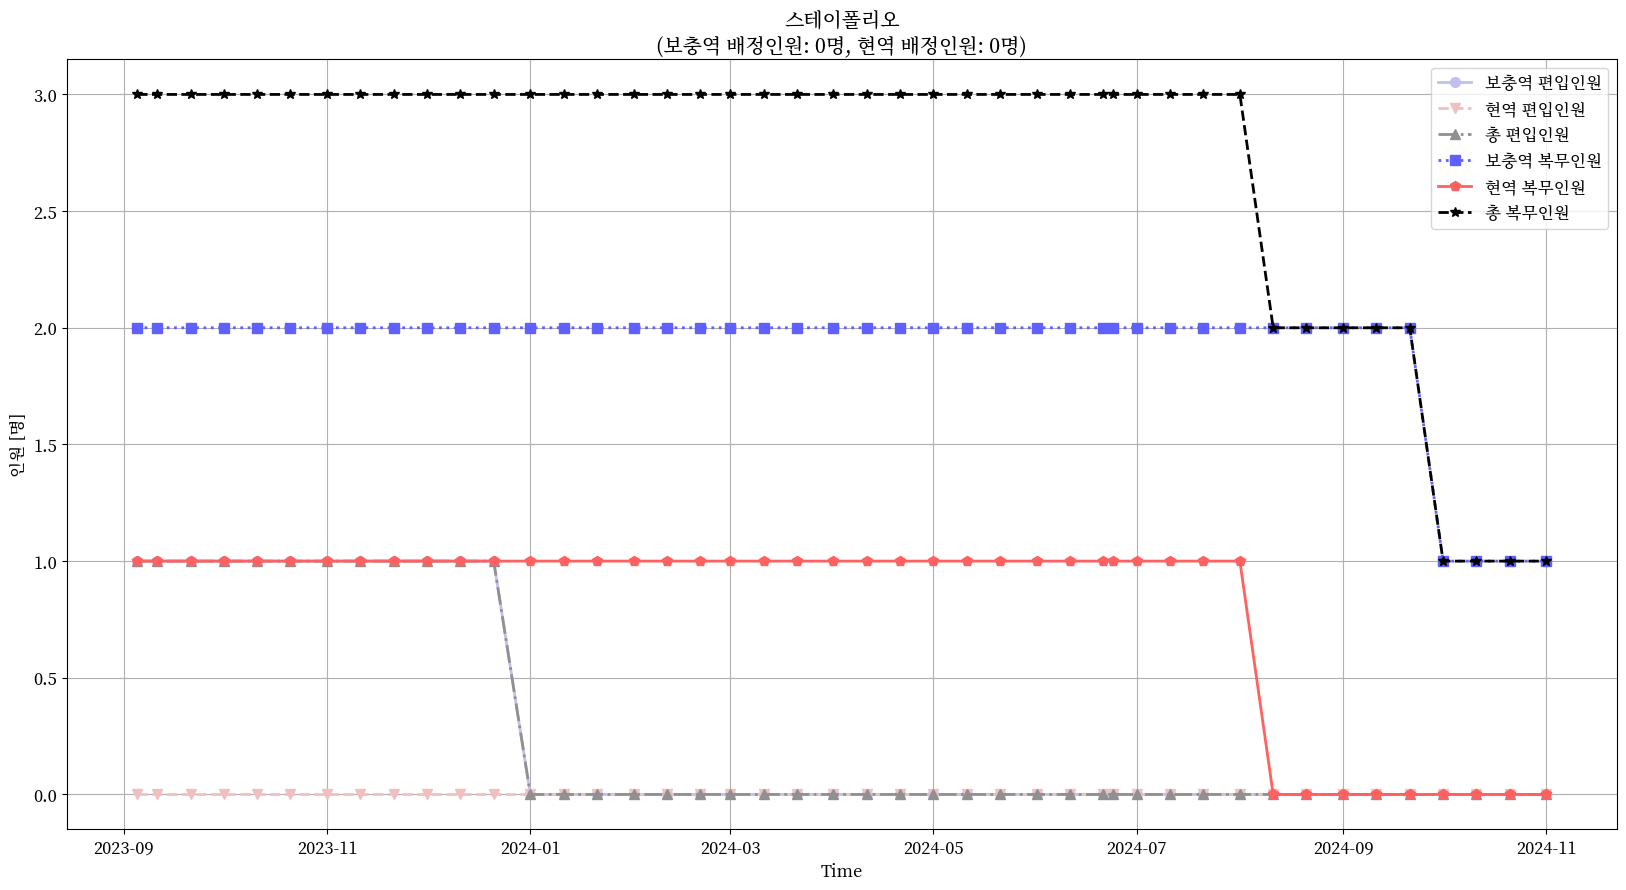 스테이폴리오
(보충역 배정인원: 0명, 현역 배정인원: 0명)
보충역 편입인원
현역 편입인원
총 편입인원
보충역 복무인원
현역 복무인원
총 복무인원
인원 [명]
3.0
2.5
2.0
1.5
1.0
0.5
0.0
2023-09 2023-11 2024-01 2024-03 2024-05 2024-07 2024-09 2024-11
Time